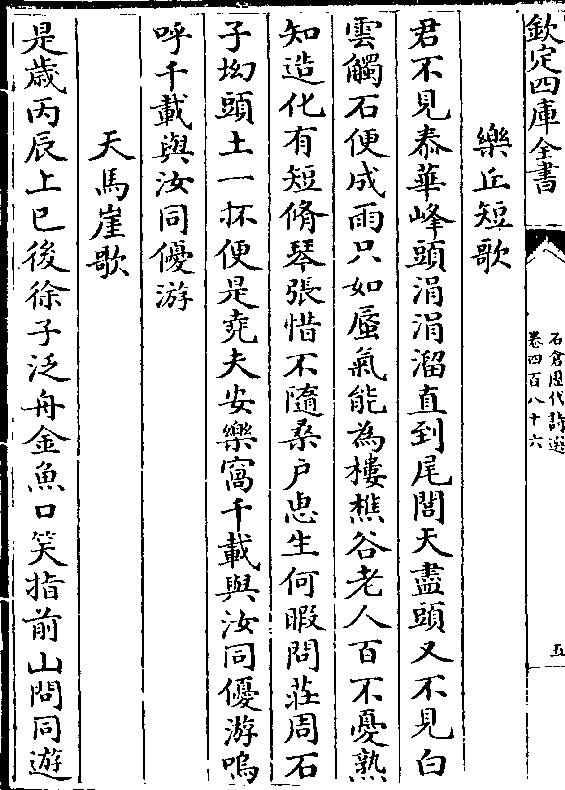 欽定四庫全書
石倉歷代詩選
卷四百八十六
五
樂丘短歌
君不見泰華峰頭涓涓溜直到尾閭天盡頭又不見白
雲觸石便成雨只如蜃氣能為樓樵谷老人百不憂熟
知造化有短脩琴張惜不隨桑户㤙生何暇問莊周石
子㘭頭土一抔便是堯夫安樂窩千載與汝同優游嗚
呼千載與汝同優游
天馬崖歌
是歲丙辰上巳後徐子泛舟金魚口笑指前山問同遊